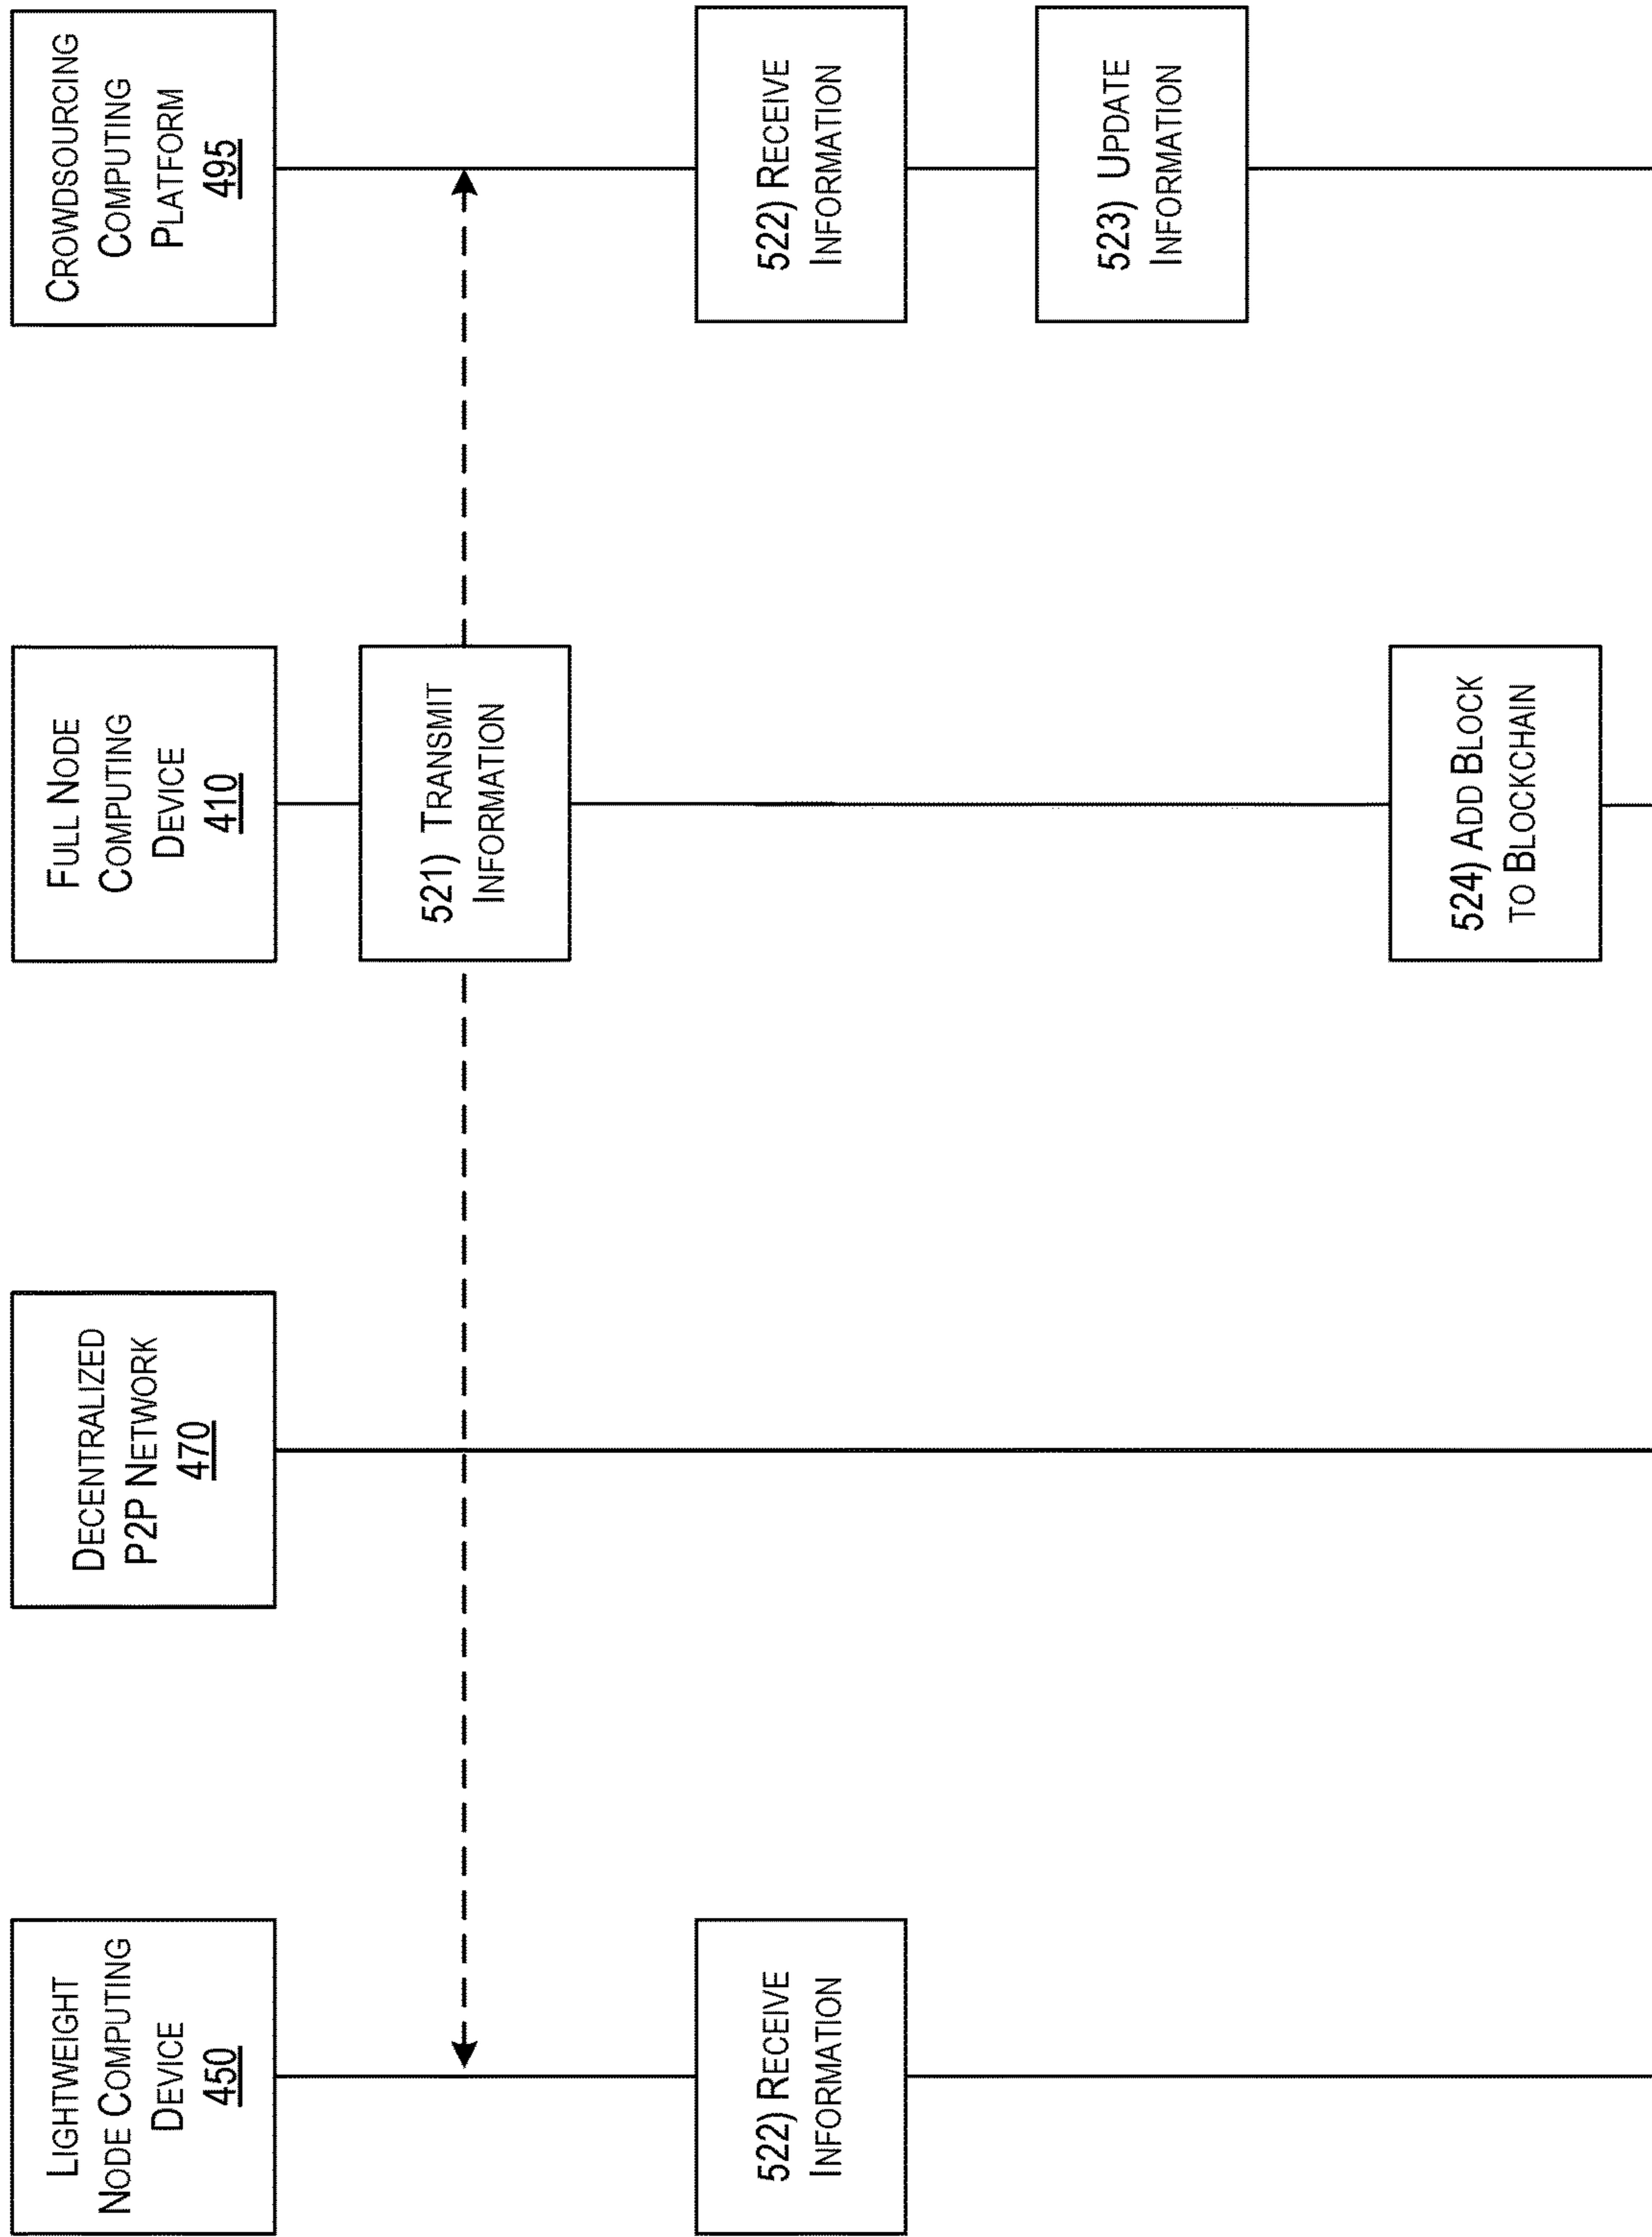 LIGHTWEIGHT
NODE COMPUTING
DEVICE
450
DECENTRALIZED
P2P NETWORK
470
FULL NODE
COMPUTING
DEVICE
410
CROWDSOURCING
COMPUTING
PLATFORM
495
521) TRANSMIT
INFORMATION
522) RECEIVE
INFORMATION
522) RECEIVE
INFORMATION
523) UPDATE
INFORMATION
524) ADD BLOCK
TO BLOCKCHAIN